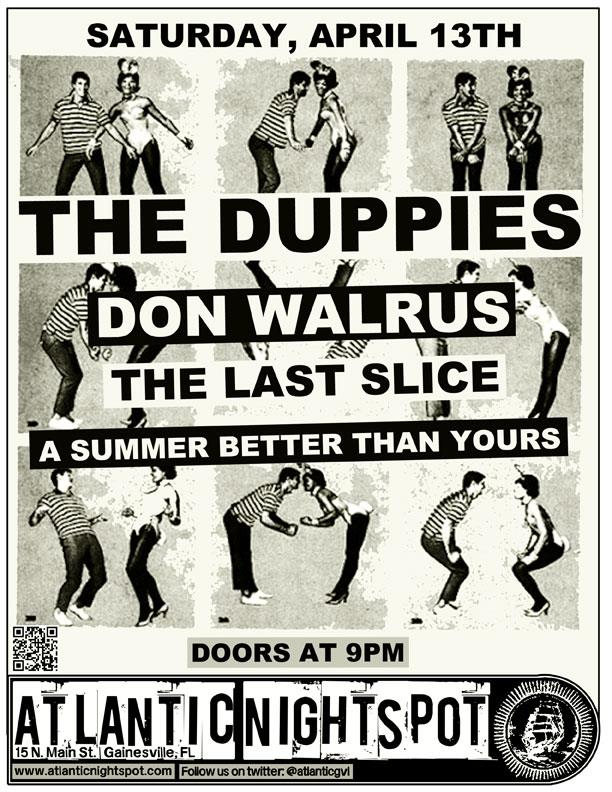 SATURDAY, APRIL 13TH
THE DUPPIES
DON WALRUS
THE LAST SLICE
A SUMMER BETTER THAN YOURS
DOORS AT 9PM
ATLANTIC NIGHTSPOT
15 N. Main St. | Gainesville, FL
www.atlanticnightspot.com | Follow us on twitter: @atlanticgvl